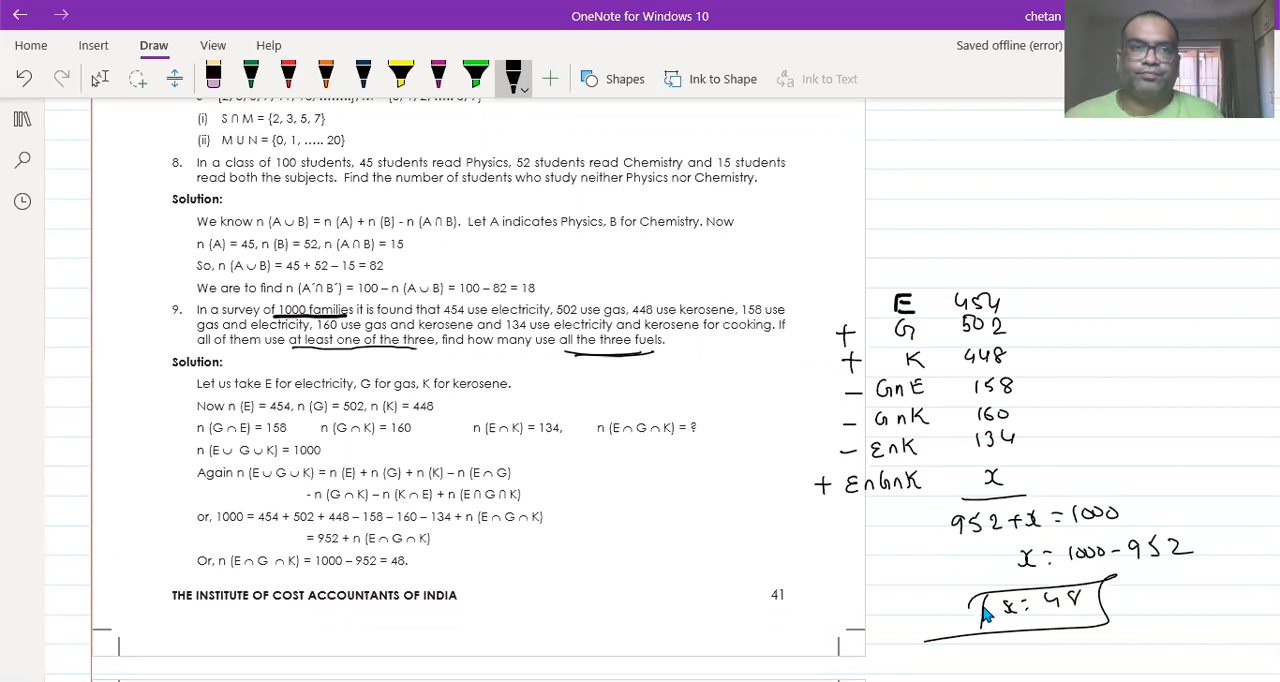 OneNote for Windows 10
chetan
Home Insert Draw View Help
Saved offline (error)
Shapes Ink to Shape Ink to Text
(i) S ∩ M = {2, 3, 5, 7}
(ii) M U N = {0, 1, ..... 20}
8. In a class of 100 students, 45 students read Physics, 52 students read Chemistry and 15 students
read both the subjects. Find the number of students who study neither Physics nor Chemistry.
Solution:
We know n (A ∪ B) = n (A) + n (B) - n (A ∩ B). Let A indicates Physics, B for Chemistry. Now
n (A) = 45, n (B) = 52, n (A ∩ B) = 15
So, n (A ∪ B) = 45 + 52 – 15 = 82
We are to find n (A´∩ B´) = 100 – n (A ∪ B) = 100 – 82 = 18
9. In a survey of 1000 families it is found that 454 use electricity, 502 use gas, 448 use kerosene, 158 use
gas and electricity, 160 use gas and kerosene and 134 use electricity and kerosene for cooking. If
all of them use at least one of the three, find how many use all the three fuels.
Solution:
Let us take E for electricity, G for gas, K for kerosene.
Now n (E) = 454, n (G) = 502, n (K) = 448
n (G ∩ E) = 158 n (G ∩ K) = 160 n (E ∩ K) = 134, n (E ∩ G ∩ K) = ?
n (E ∪ G ∪ K) = 1000
Again n (E ∪ G ∪ K) = n (E) + n (G) + n (K) – n (E ∩ G)
- n (G ∩ K) – n (K ∩ E) + n (E ∩ G ∩ K)
or, 1000 = 454 + 502 + 448 – 158 – 160 – 134 + n (E ∩ G ∩ K)
= 952 + n (E ∩ G ∩ K)
Or, n (E ∩ G ∩ K) = 1000 – 952 = 48.
THE INSTITUTE OF COST ACCOUNTANTS OF INDIA 41
E 454
+ G 502
+ K 448
– G∩E 158
– G∩K 160
– E∩K 134
+ E∩G∩K x
952 + x = 1000
x = 1000 - 952
x = 48